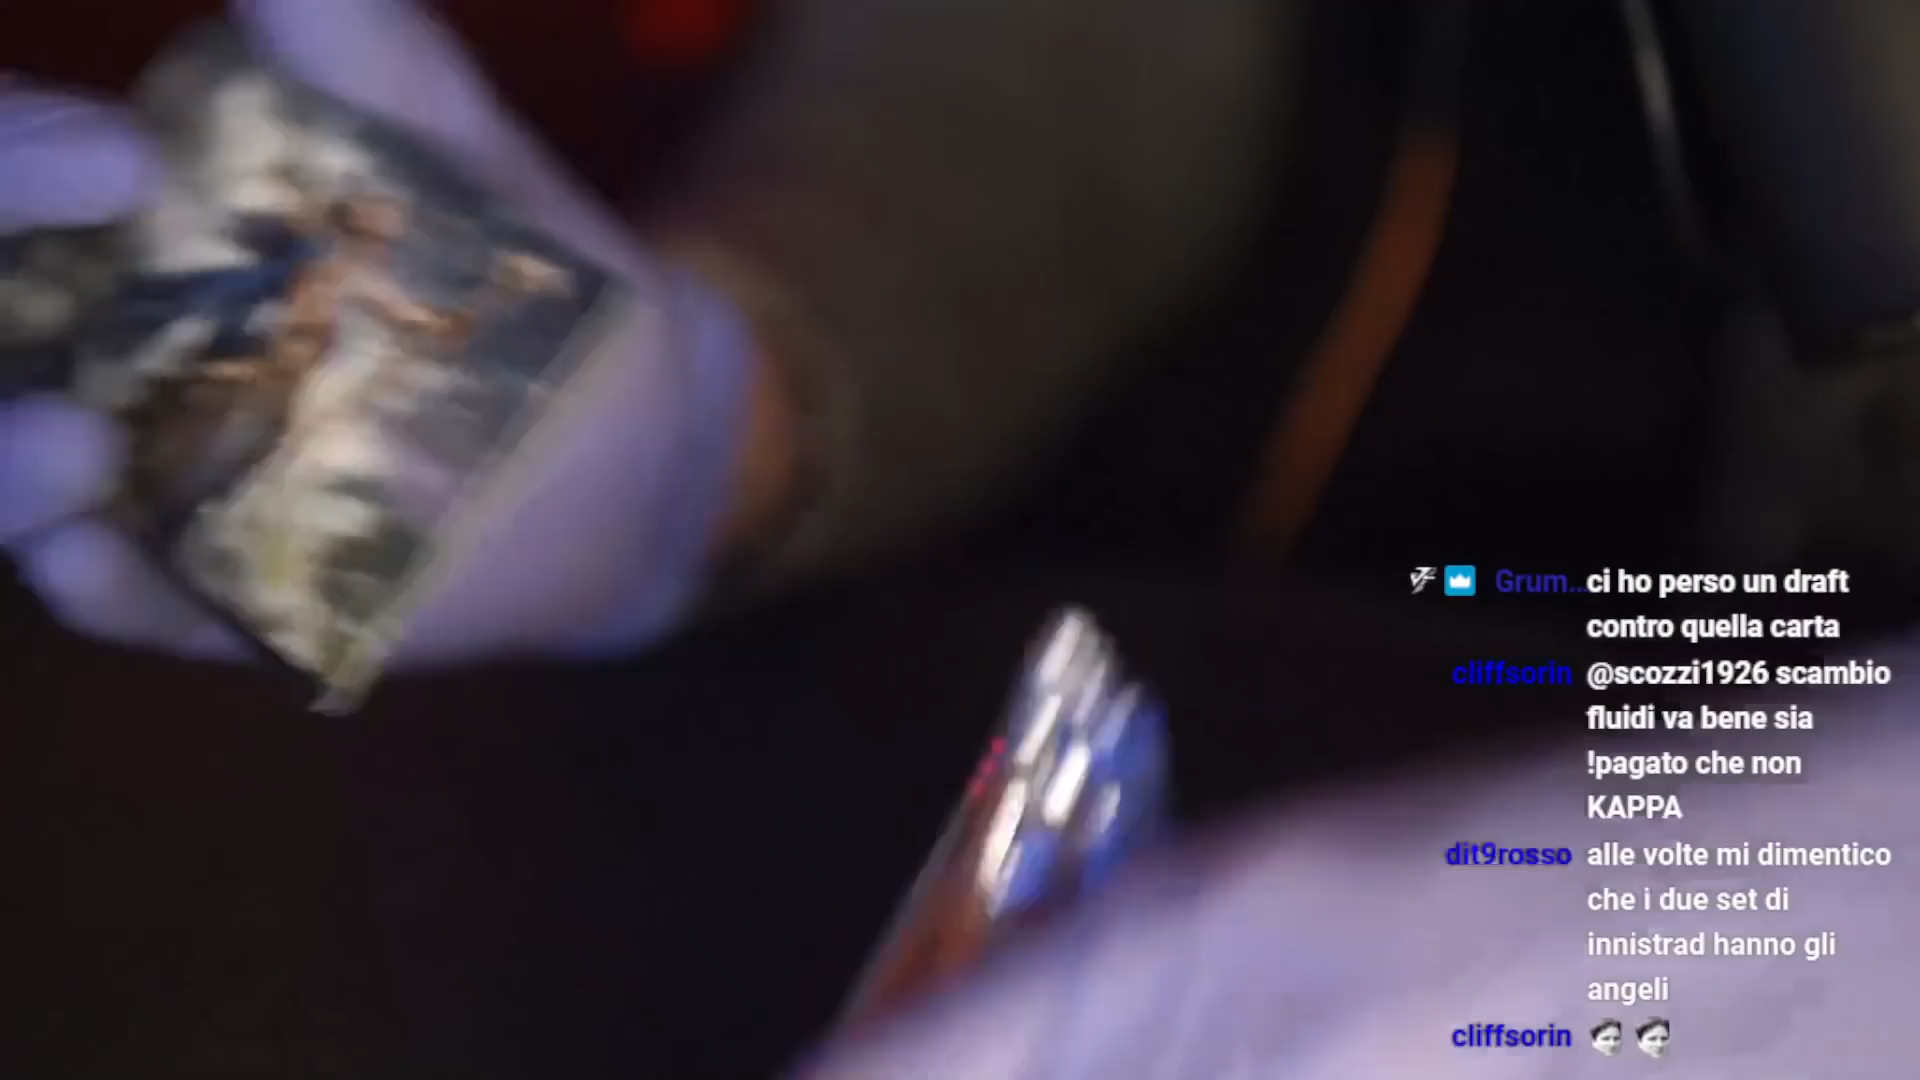 Grum...ci ho perso un draft
contro quella carta
cliffsorin @scozzi1926 scambio
fluidi va bene sia
!pagato che non
KAPPA
dit9rosso alle volte mi dimentico
che i due set di
innistrad hanno gli
angeli
cliffsorin